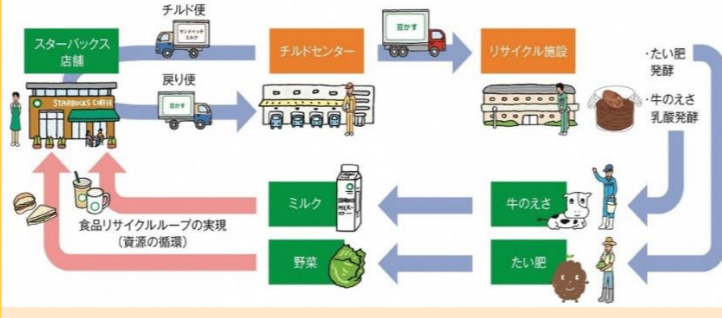 チルド便
スターバックス
店舗
サンドイッチ
ミルク
チルドセンター
豆かす
リサイクル施設
・たい肥
発酵
・牛のえさ
乳酸発酵
戻り便
豆かす
STARBUCKS COFFEE
ミルク
牛のえさ
食品リサイクルループの実現
(資源の循環)
野菜
たい肥